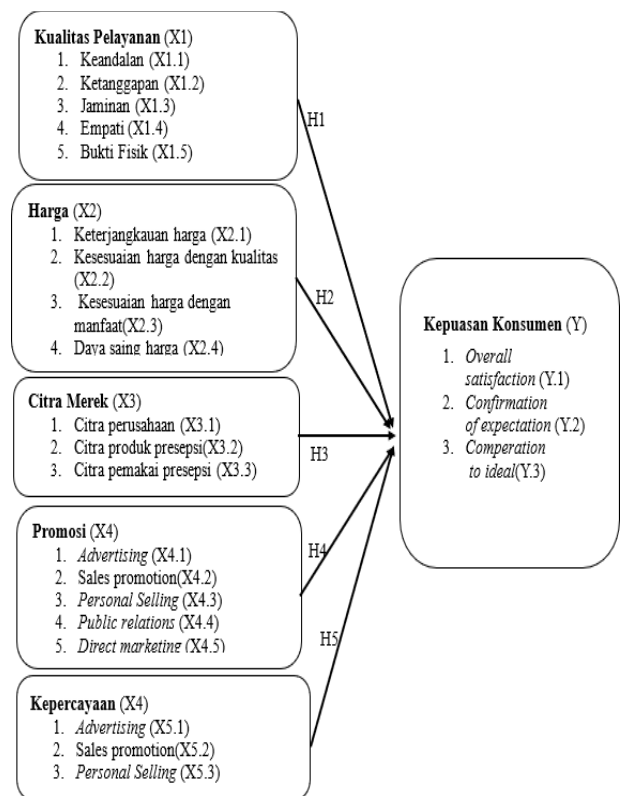 Kualitas Pelayanan (X1)
1. Keandalan (X1.1)
2. Ketanggapan (X1.2)
3. Jaminan (X1.3)
4. Empati (X1.4)
5. Bukti Fisik (X1.5)
H1
Harga (X2)
1. Keterjangkauan harga (X2.1)
2. Kesesuaian harga dengan kualitas
(X2.2)
3. Kesesuaian harga dengan
manfaat(X2.3)
4. Daya saing harga (X2.4)
H2
Citra Merek (X3)
1. Citra perusahaan (X3.1)
2. Citra produk presepsi(X3.2)
3. Citra pemakai presepsi (X3.3)
H3
Promosi (X4)
1. Advertising (X4.1)
2. Sales promotion(X4.2)
3. Personal Selling (X4.3)
4. Public relations (X4.4)
5. Direct marketing (X4.5)
H4
Kepercayaan (X4)
1. Advertising (X5.1)
2. Sales promotion(X5.2)
3. Personal Selling (X5.3)
H5
Kepuasan Konsumen (Y)
1. Overall
satisfaction (Y.1)
2. Confirmation
of expectation (Y.2)
3. Comperation
to ideal(Y.3)